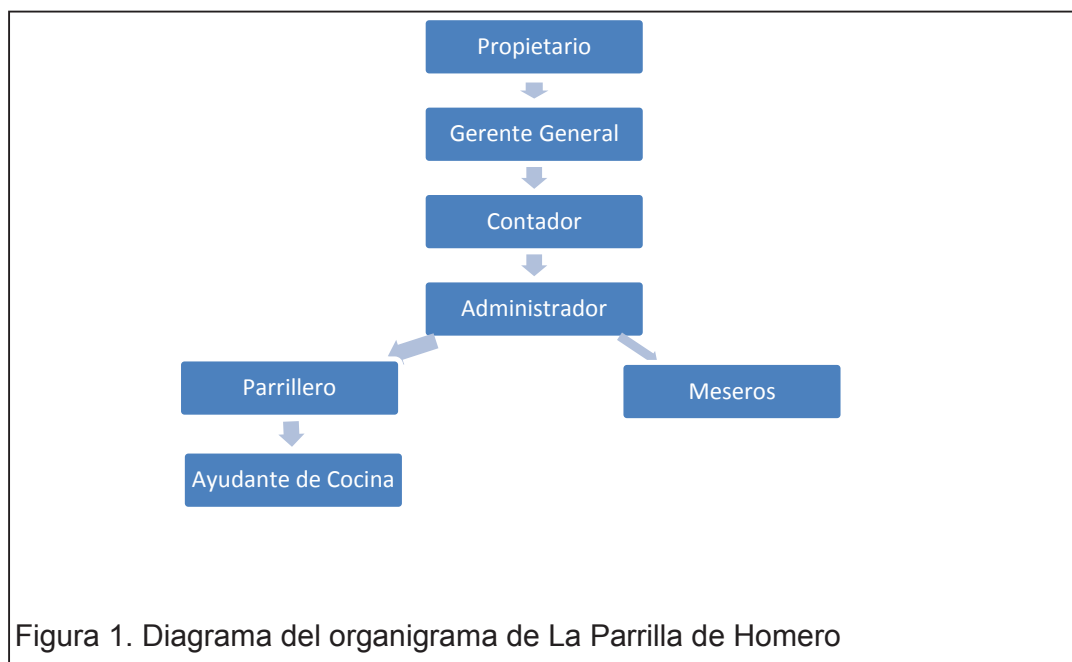 Propietario
Gerente General
Contador
Administrador
Parrillero
Meseros
Ayudante de Cocina
Figura 1. Diagrama del organigrama de La Parrilla de Homero